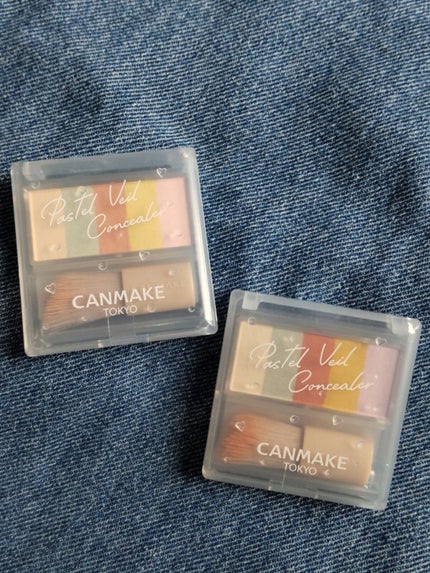 Pastel Veil
Concealer
CANMAKE
TOKYO
Pastel Veil
Concealer
CANMAKE
TOKYO